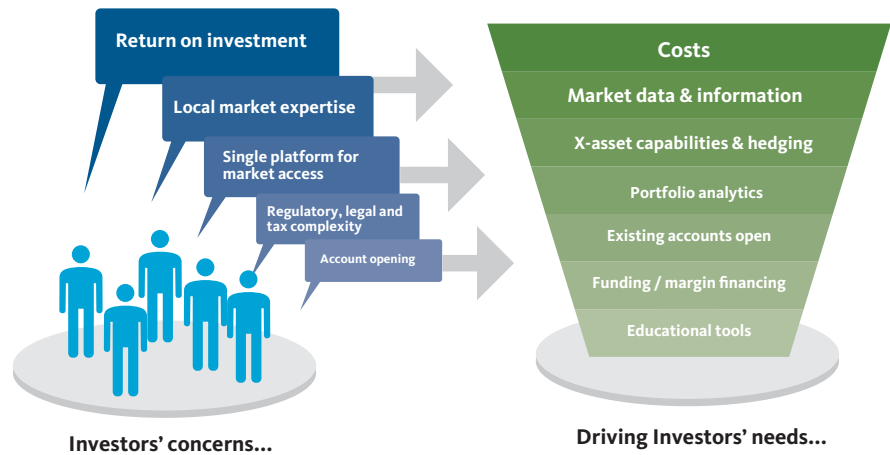 Return on investment
Local market expertise
Single platform for
market access
Regulatory, legal and
tax complexity
Account opening
Investors’ concerns...
Costs
Market data & information
X-asset capabilities & hedging
Portfolio analytics
Existing accounts open
Funding / margin financing
Educational tools
Driving Investors’ needs...